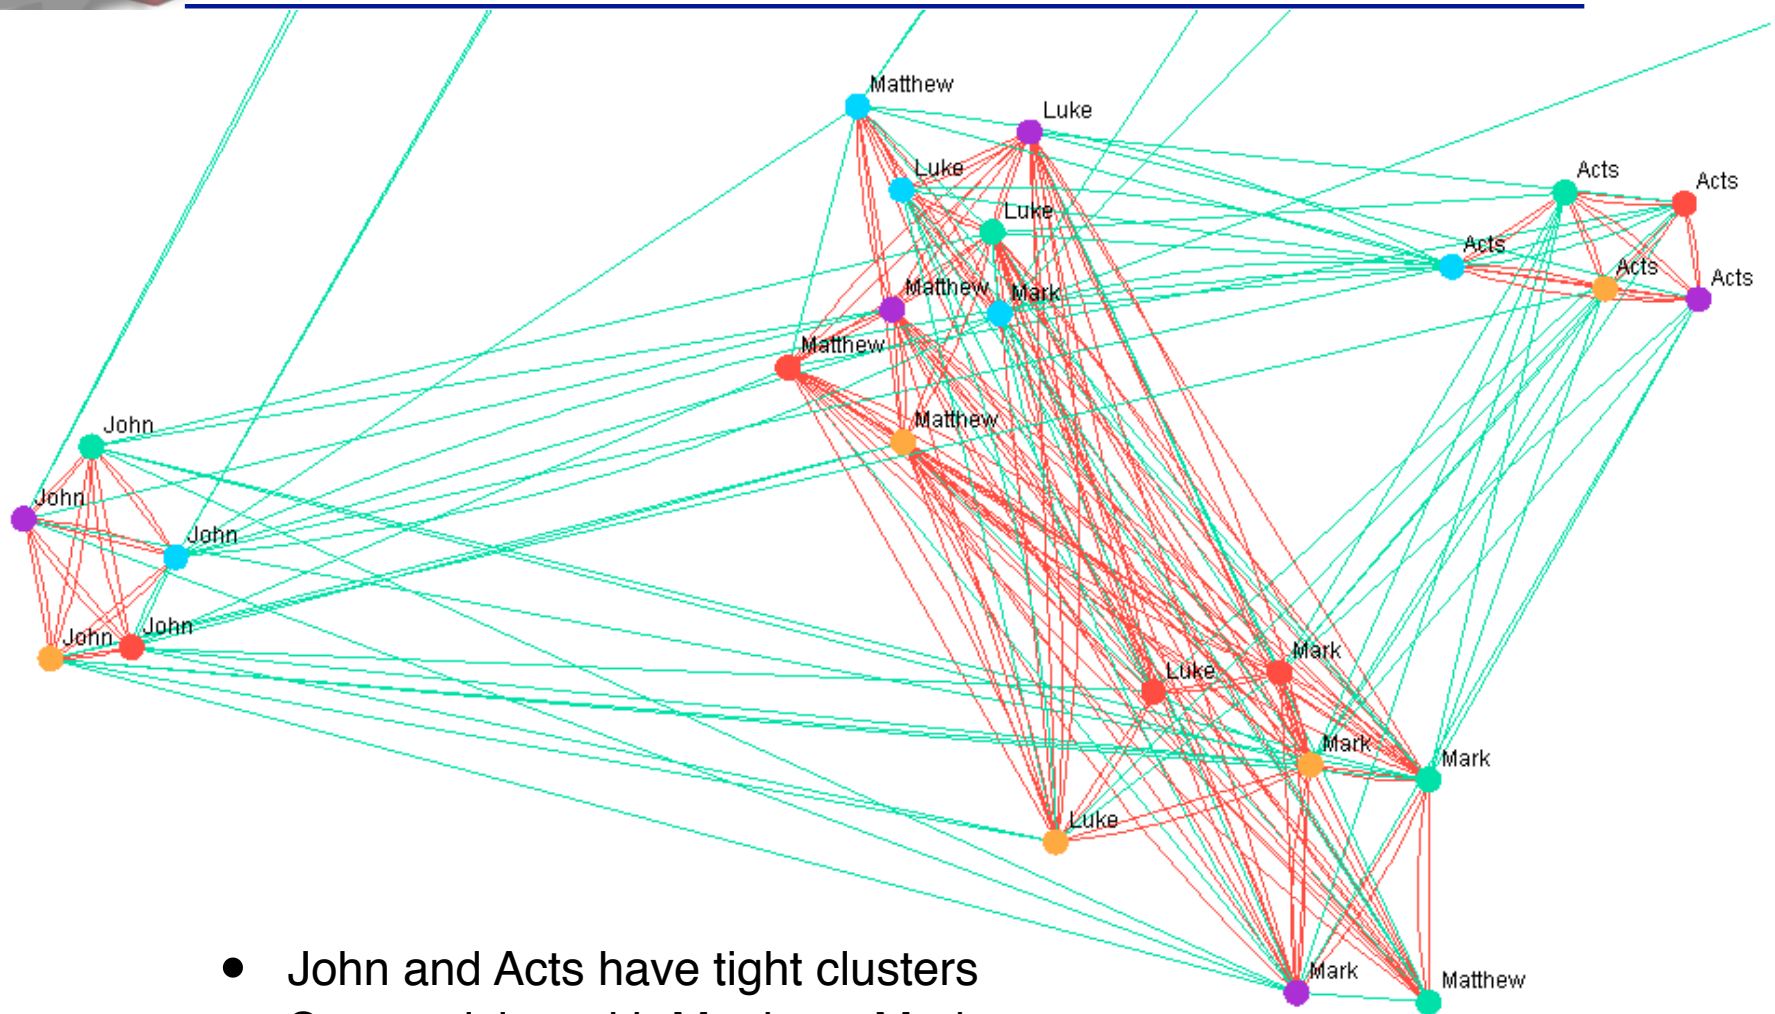 Matthew
Luke
Luke
Acts
Acts
Luke
Acts
Acts
Acts
Matthew
Mark
Matthew
Matthew
John
John
John
John
John
Mark
Luke
Mark
Mark
Luke
Mark
Matthew
• John and Acts have tight clusters